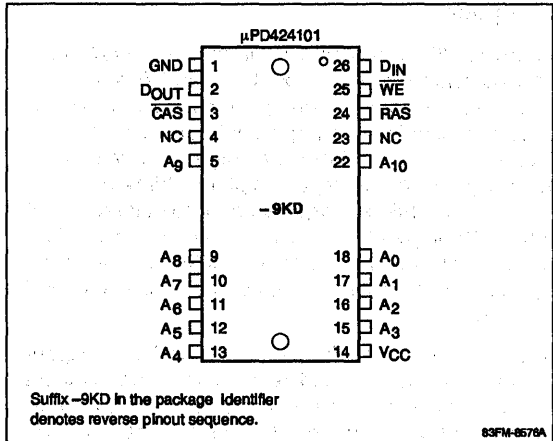 μPD424101
GND 1 26 DIN
DOUT 2 25 WE
CAS 3 24 RAS
NC 4 23 NC
A9 5 22 A10
–9KD
A8 9 18 A0
A7 10 17 A1
A6 11 16 A2
A5 12 15 A3
A4 13 14 VCC
Suffix –9KD in the package identifier
denotes reverse pinout sequence.
83FM-8576A